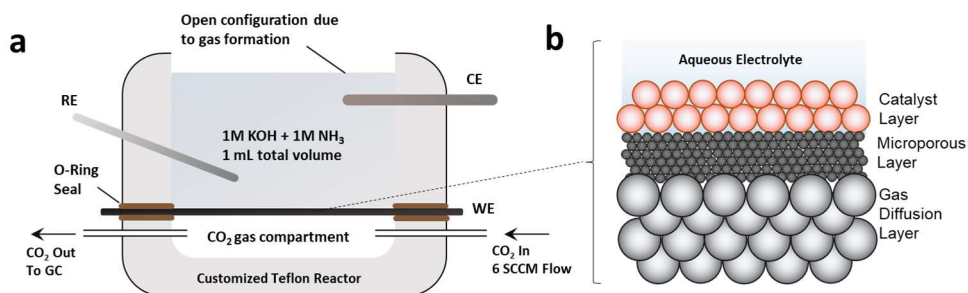 a
Open configuration due
to gas formation
RE
CE
1M KOH + 1M NH3
1 mL total volume
O-Ring
Seal
WE
CO2 gas compartment
CO2 Out
To GC
CO2 In
6 SCCM Flow
Customized Teflon Reactor
b
Aqueous Electrolyte
Catalyst
Layer
Microporous
Layer
Gas
Diffusion
Layer